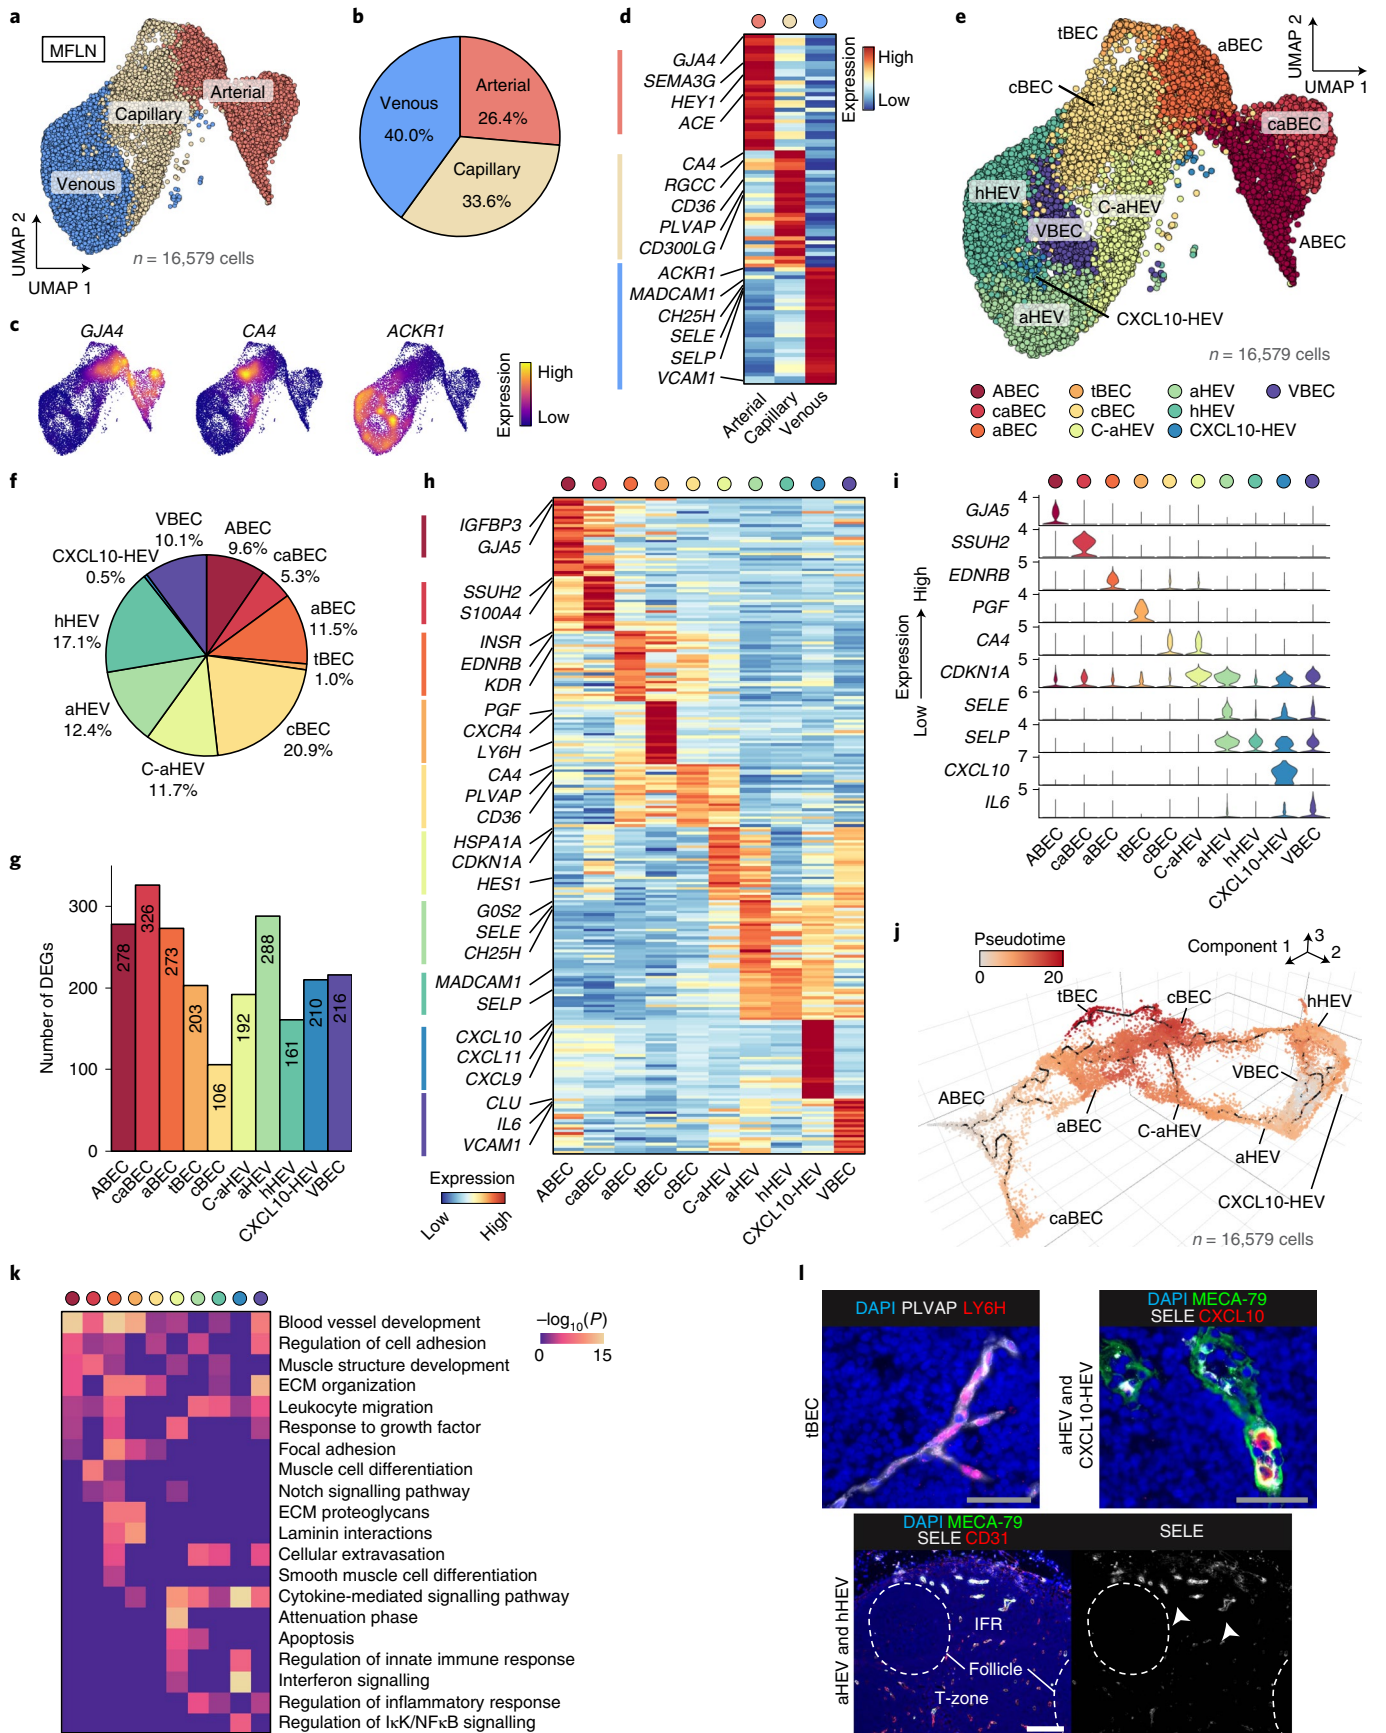 a
MFLN
Arterial
Capillary
Venous
UMAP 2
UMAP 1
n = 16,579 cells
b
Venous
40.0%
Arterial
26.4%
Capillary
33.6%
c
GJA4
CA4
ACKR1
Expression
High
Low
d
GJA4
SEMA3G
HEY1
ACE
CA4
RGCC
CD36
PLVAP
CD300LG
ACKR1
MADCAM1
CH25H
SELE
SELP
VCAM1
Arterial
Capillary
Venous
Expression
High
Low
e
tBEC
aBEC
cBEC
caBEC
hHEV
C-aHEV
VBEC
ABEC
aHEV
CXCL10-HEV
UMAP 2
UMAP 1
n = 16,579 cells
ABEC
tBEC
aHEV
VBEC
caBEC
cBEC
hHEV
aBEC
C-aHEV
CXCL10-HEV
f
VBEC
10.1%
ABEC
9.6%
CXCL10-HEV
0.5%
caBEC
5.3%
hHEV
17.1%
aBEC
11.5%
tBEC
1.0%
aHEV
12.4%
cBEC
20.9%
C-aHEV
11.7%
g
Number of DEGs
300
200
100
0
278
326
273
203
106
192
288
161
210
216
ABEC
caBEC
aBEC
tBEC
cBEC
C-aHEV
aHEV
hHEV
CXCL10-HEV
VBEC
h
IGFBP3
GJA5
SSUH2
S100A4
INSR
EDNRB
KDR
PGF
CXCR4
LY6H
CA4
PLVAP
CD36
HSPA1A
CDKN1A
HES1
G0S2
SELE
CH25H
MADCAM1
SELP
CXCL10
CXCL11
CXCL9
CLU
IL6
VCAM1
Expression
Low
High
ABEC
caBEC
aBEC
tBEC
cBEC
C-aHEV
aHEV
hHEV
CXCL10-HEV
VBEC
i
Expression
Low
High
GJA5
4
SSUH2
4
EDNRB
5
PGF
4
CA4
5
CDKN1A
5
SELE
6
SELP
4
CXCL10
7
IL6
5
ABEC
caBEC
aBEC
tBEC
cBEC
C-aHEV
aHEV
hHEV
CXCL10-HEV
VBEC
j
Pseudotime
0
20
Component 1
3
2
tBEC
cBEC
hHEV
VBEC
ABEC
aBEC
C-aHEV
aHEV
CXCL10-HEV
caBEC
n = 16,579 cells
k
Blood vessel development
Regulation of cell adhesion
Muscle structure development
ECM organization
Leukocyte migration
Response to growth factor
Focal adhesion
Muscle cell differentiation
Notch signalling pathway
ECM proteoglycans
Laminin interactions
Cellular extravasation
Smooth muscle cell differentiation
Cytokine-mediated signalling pathway
Attenuation phase
Apoptosis
Regulation of innate immune response
Interferon signalling
Regulation of inflammatory response
Regulation of IκK/NFκB signalling
–log10(P)
0
15
l
tBEC
DAPI PLVAP LY6H
aHEV and
CXCL10-HEV
DAPI MECA-79
SELE CXCL10
aHEV and hHEV
DAPI MECA-79
SELE CD31
SELE
IFR
Follicle
T-zone